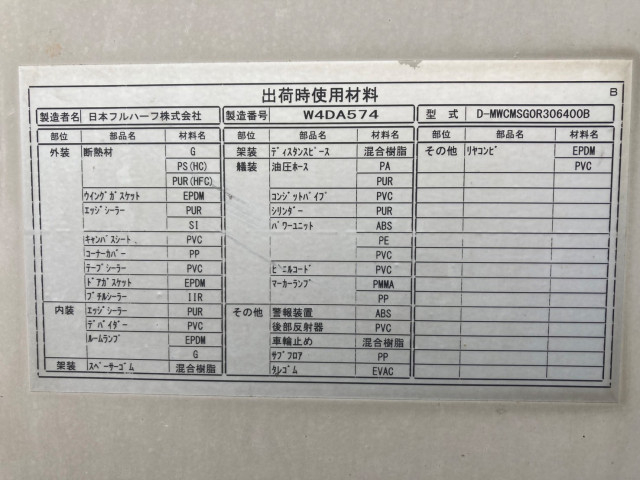 出荷時使用材料 B
製造者名 日本フルハーフ株式会社 製造番号 W4DA574 型式 D-MWCMSG0R306400B
部位 部品名 材料名 部位 部品名 材料名 部位 部品名 材料名
外装 断熱材 G 架装 ディスタンスピース 混合樹脂 その他 リヤコンビ EPDM
PS(HC) 艤装 油圧ホース PA PVC
PUR(HFC) PUR
ウイングガスケット EPDM コンジットパイプ PVC
エッジシーラー PUR シリンダー PUR
SI パワーユニット ABS
キャンバスシート PVC PE
コーナーカバー PP PVC
テープシーラー PVC ビニルコード PVC
ドアガスケット EPDM マーカーランプ PMMA
ブチルシーラー IIR PP
内装 エッジシーラー PUR その他 警報装置 ABS
デバイダー PVC 後部反射器 PVC
ルームランプ EPDM 車輪止め 混合樹脂
G サブフロア PP
架装 スペーサーゴム 混合樹脂 タレゴム EVAC